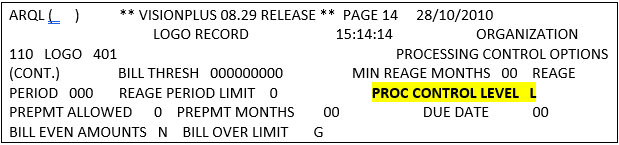 ARQL (__ ) ** VISIONPLUS 08.29 RELEASE ** PAGE 14 28/10/2010
LOGO RECORD 15:14:14 ORGANIZATION
110 LOGO 401 PROCESSING CONTROL OPTIONS
(CONT.) BILL THRESH 000000000 MIN REAGE MONTHS 00 REAGE
PERIOD 000 REAGE PERIOD LIMIT 0 PROC CONTROL LEVEL L
PREPMT ALLOWED 0 PREPMT MONTHS 00 DUE DATE 00
BILL EVEN AMOUNTS N BILL OVER LIMIT G